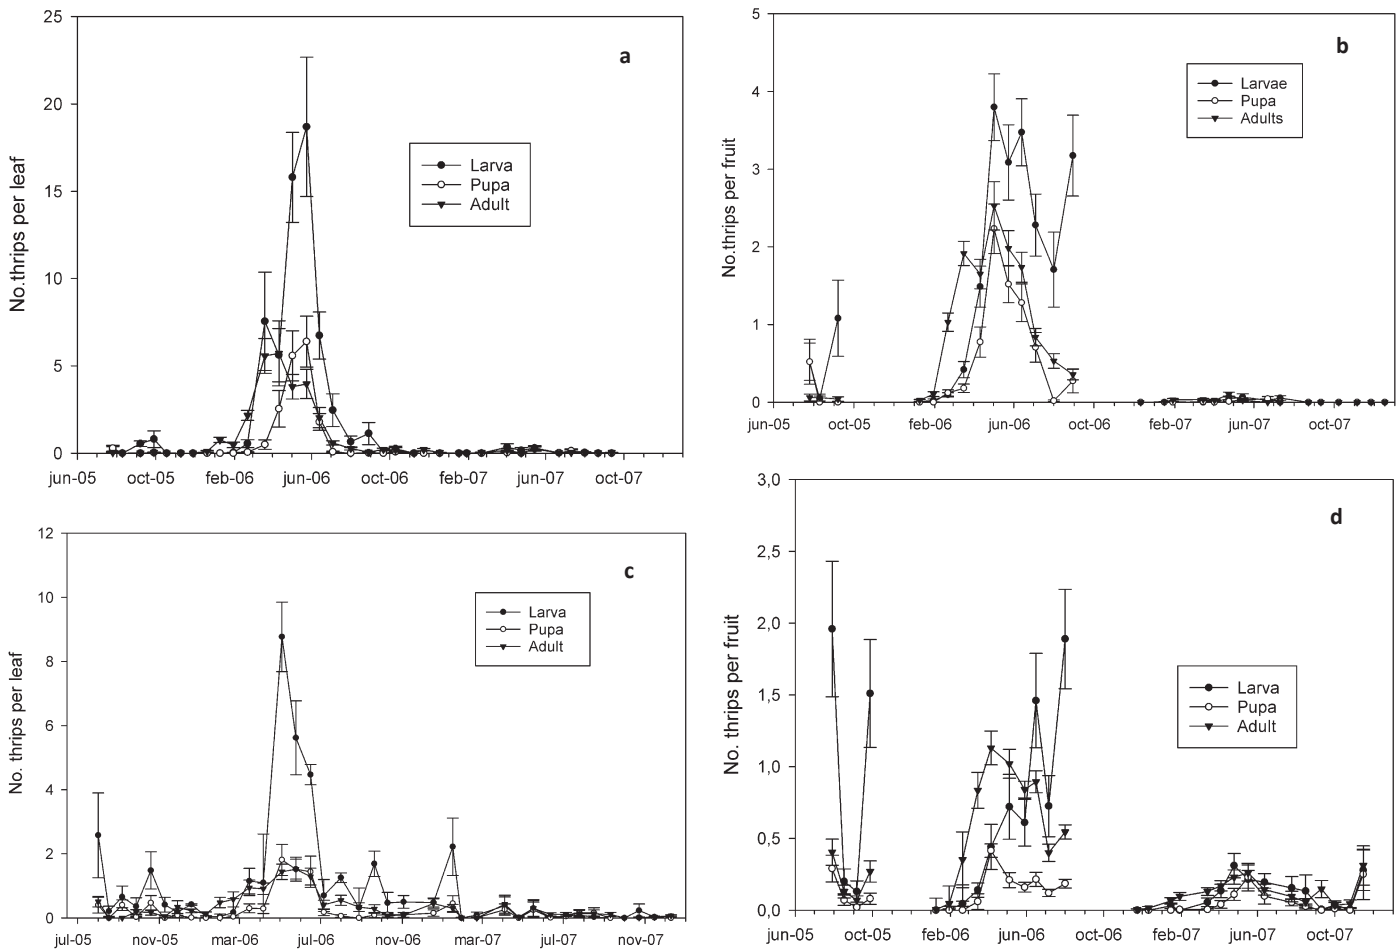 a
25
20
15
10
5
0
No.thrips per leaf
Larva
Pupa
Adult
jun-05 oct-05 feb-06 jun-06 oct-06 feb-07 jun-07 oct-07
b
5
4
3
2
1
0
No.thrips per fruit
Larvae
Pupa
Adults
jun-05 oct-05 feb-06 jun-06 oct-06 feb-07 jun-07 oct-07
c
12
10
8
6
4
2
0
No. thrips per leaf
Larva
Pupa
Adult
jul-05 nov-05 mar-06 jul-06 nov-06 mar-07 jul-07 nov-07
d
3,0
2,5
2,0
1,5
1,0
0,5
0,0
No. thrips per fruit
Larva
Pupa
Adult
jun-05 oct-05 feb-06 jun-06 oct-06 feb-07 jun-07 oct-07